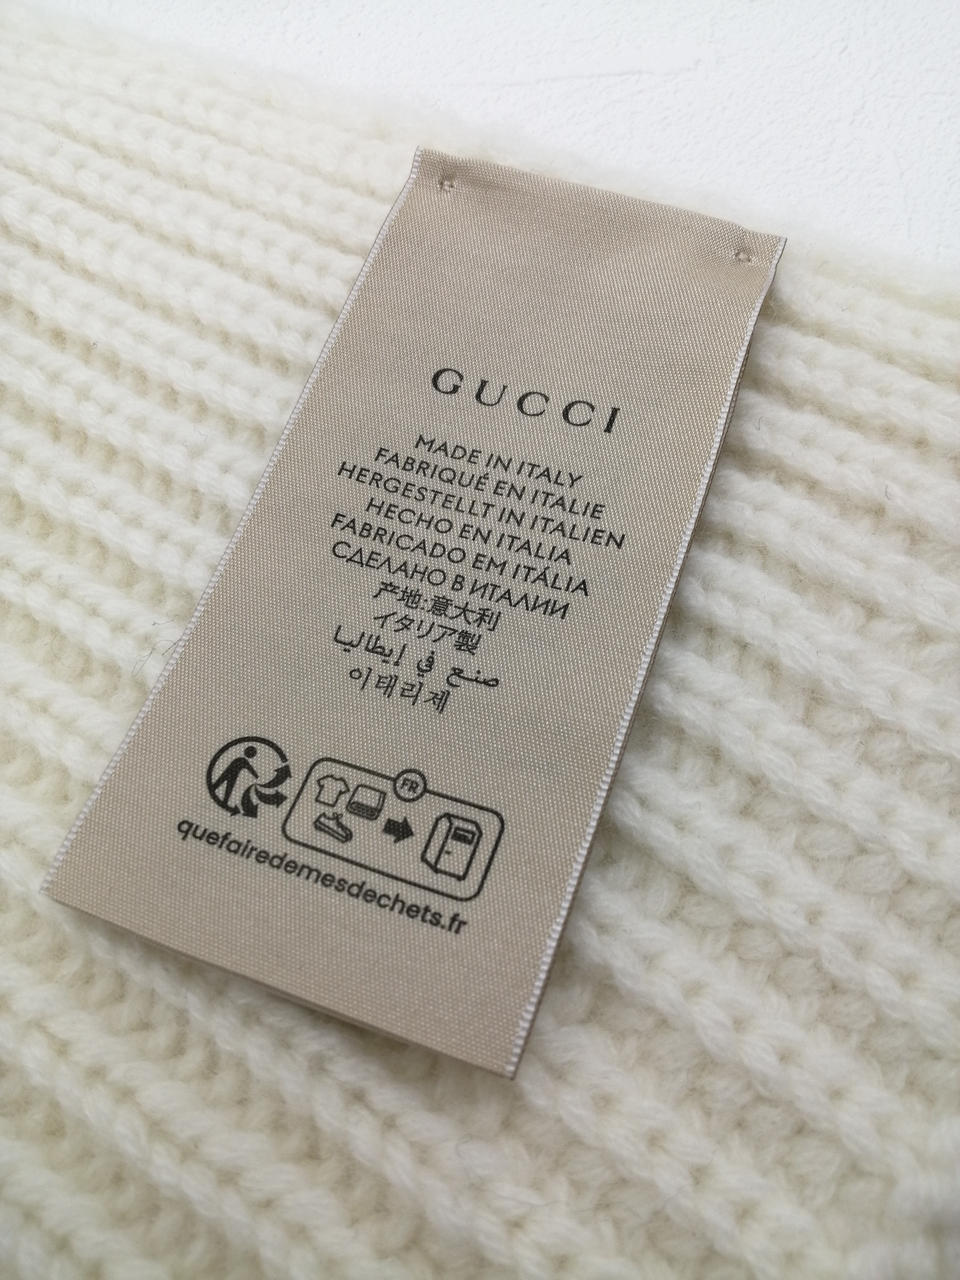 GUCCI
MADE IN ITALY
FABRIQUÉ EN ITALIE
HERGESTELLT IN ITALIEN
HECHO EN ITALIA
FABRICADO EM ITÁLIA
СДЕЛАНО В ИТАЛИИ
产地:意大利
イタリア製
صنع في إيطاليا
이태리제
FR
quefairedemesdechets.fr